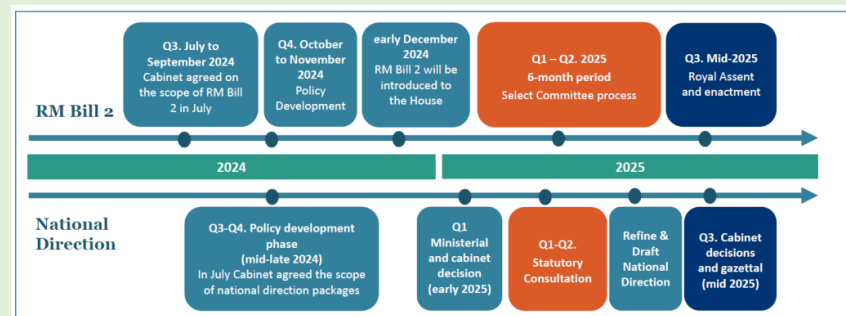 Q3. July to
September 2024
Cabinet agreed on
the scope of RM Bill
2 in July
Q4. October
to November
2024
Policy
Development
early December
2024
RM Bill 2 will be
introduced to
the House
Q1 – Q2. 2025
6-month period
Select Committee process
Q3. Mid-2025
Royal Assent
and enactment
RM Bill 2
2024
2025
National
Direction
Q3-Q4. Policy development
phase
(mid-late 2024)
In July Cabinet agreed the scope
of national direction packages
Q1
Ministerial
and cabinet
decision
(early 2025)
Q1-Q2.
Statutory
Consultation
Refine &
Draft
National
Direction
Q3. Cabinet
decisions
and gazettal
(mid 2025)